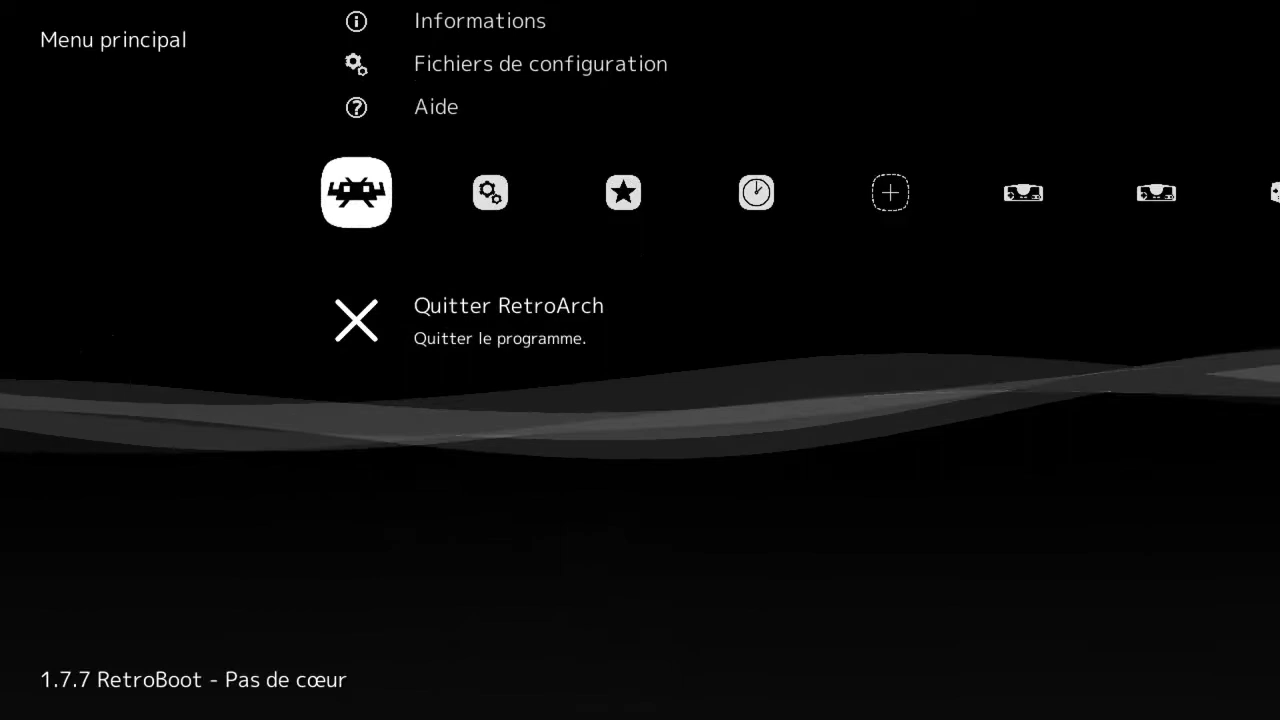 Menu principal
Informations
Fichiers de configuration
Aide
Quitter RetroArch
Quitter le programme.
1.7.7 RetroBoot - Pas de cœur